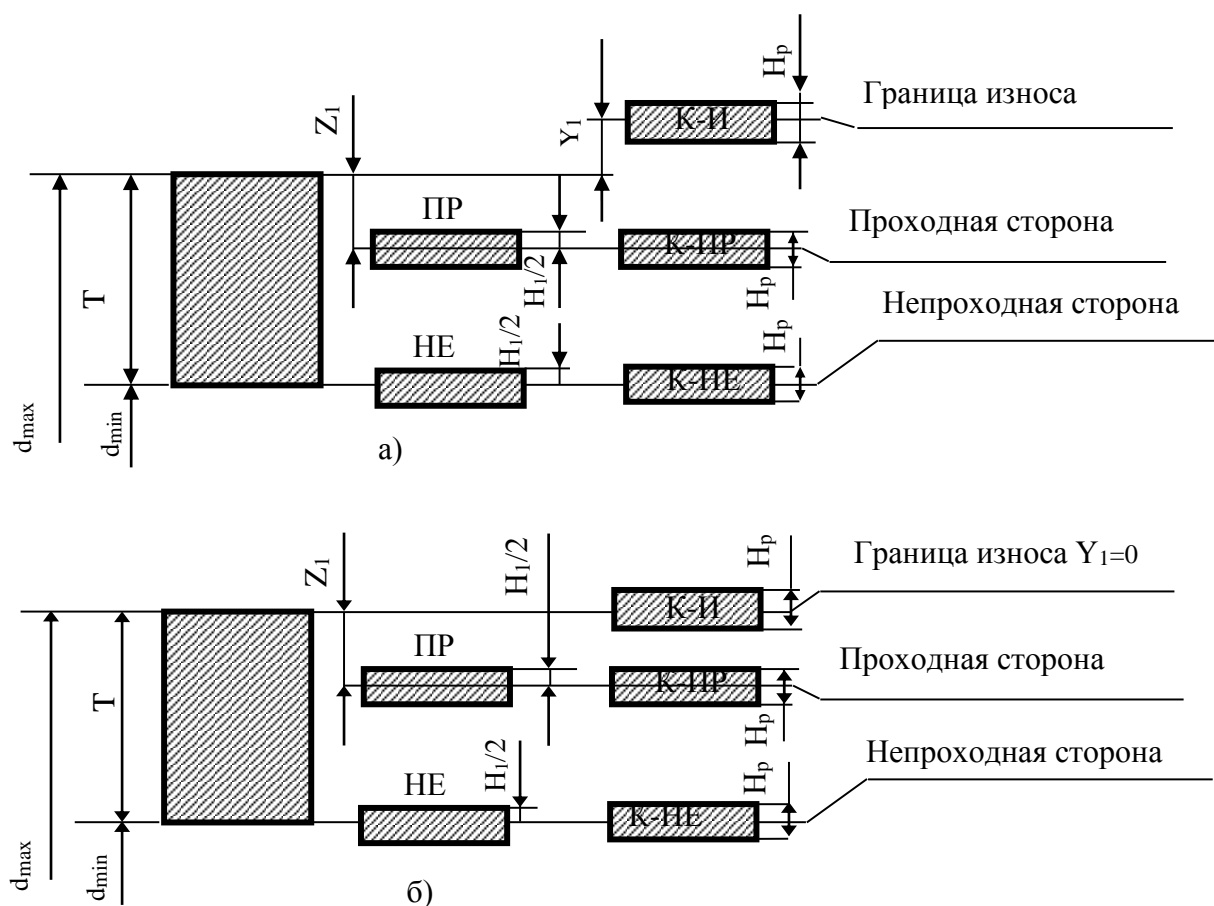 Hp
Граница износа
Z1
Y1
К-И
ПР
К-ПР
Проходная сторона
H1/2
Hp
T
Непроходная сторона
НЕ
H1/2
Hp
К-НЕ
dmax
dmin
а)
Z1
H1/2
Hp
Граница износа Y1=0
К-И
ПР
К-ПР
Проходная сторона
T
Hp
НЕ
H1/2
Hp
Непроходная сторона
К-НЕ
dmax
dmin
б)